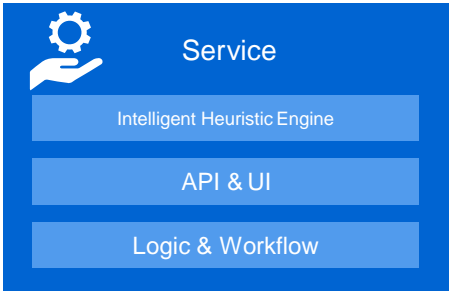 Service
Intelligent Heuristic Engine
API & UI
Logic & Workflow